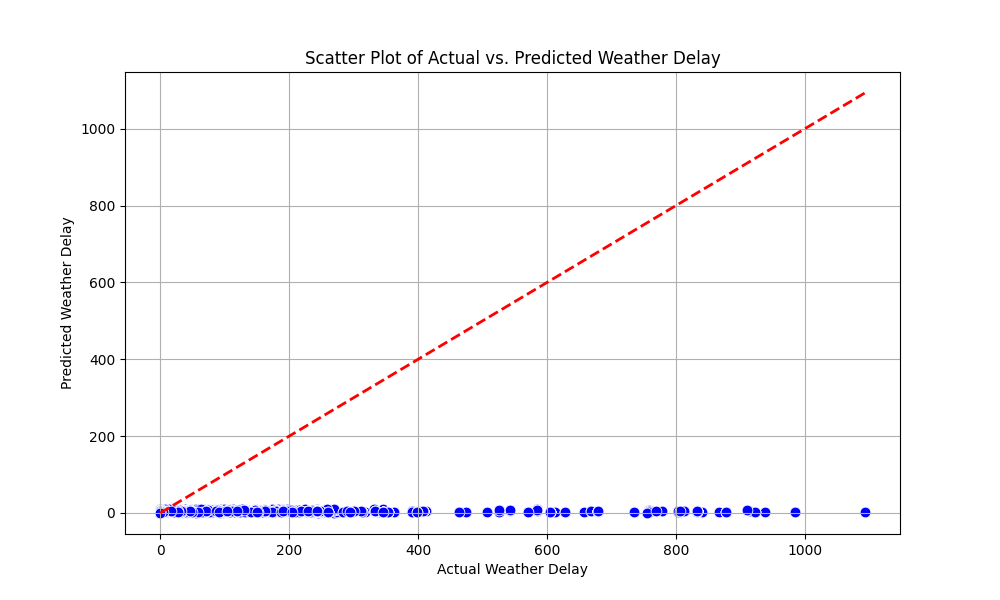 Scatter Plot of Actual vs. Predicted Weather Delay
Predicted Weather Delay
1000
800
600
400
200
0
0 200 400 600 800 1000
Actual Weather Delay